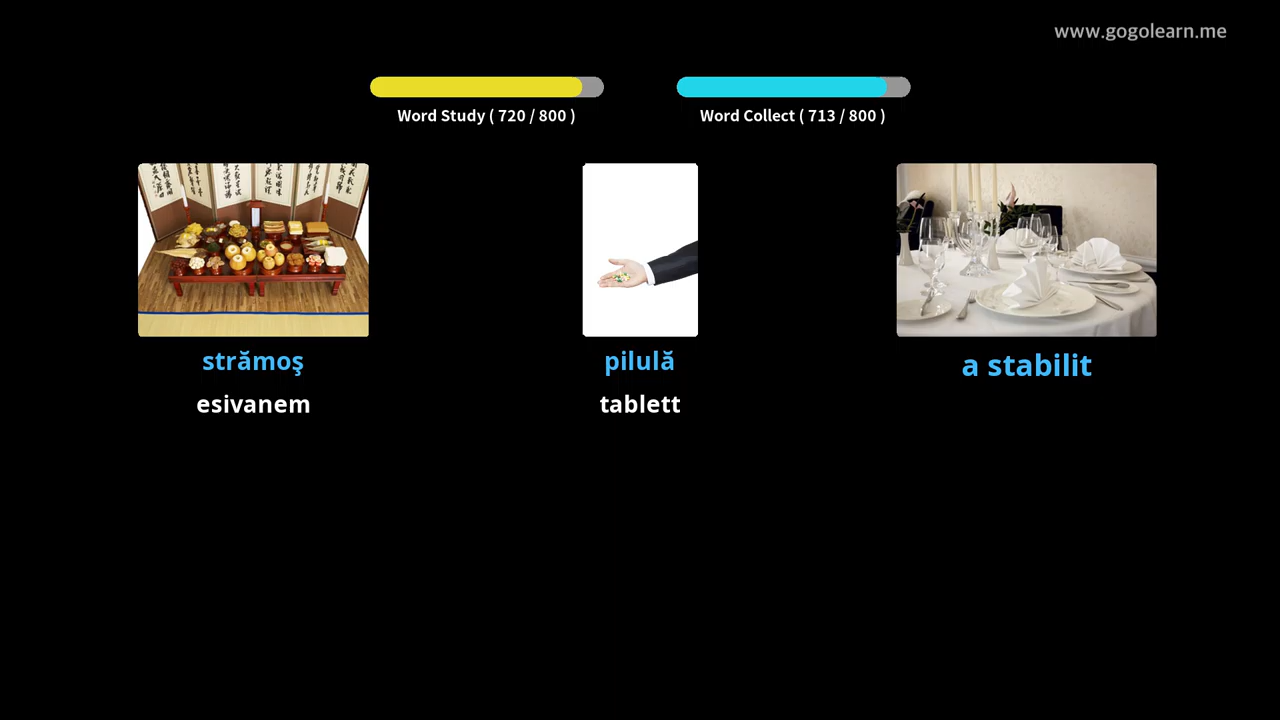 www.gogolearn.me
Word Study ( 720 / 800 )
Word Collect ( 713 / 800 )
strămoş
pilulă
a stabilit
esivanem
tablett